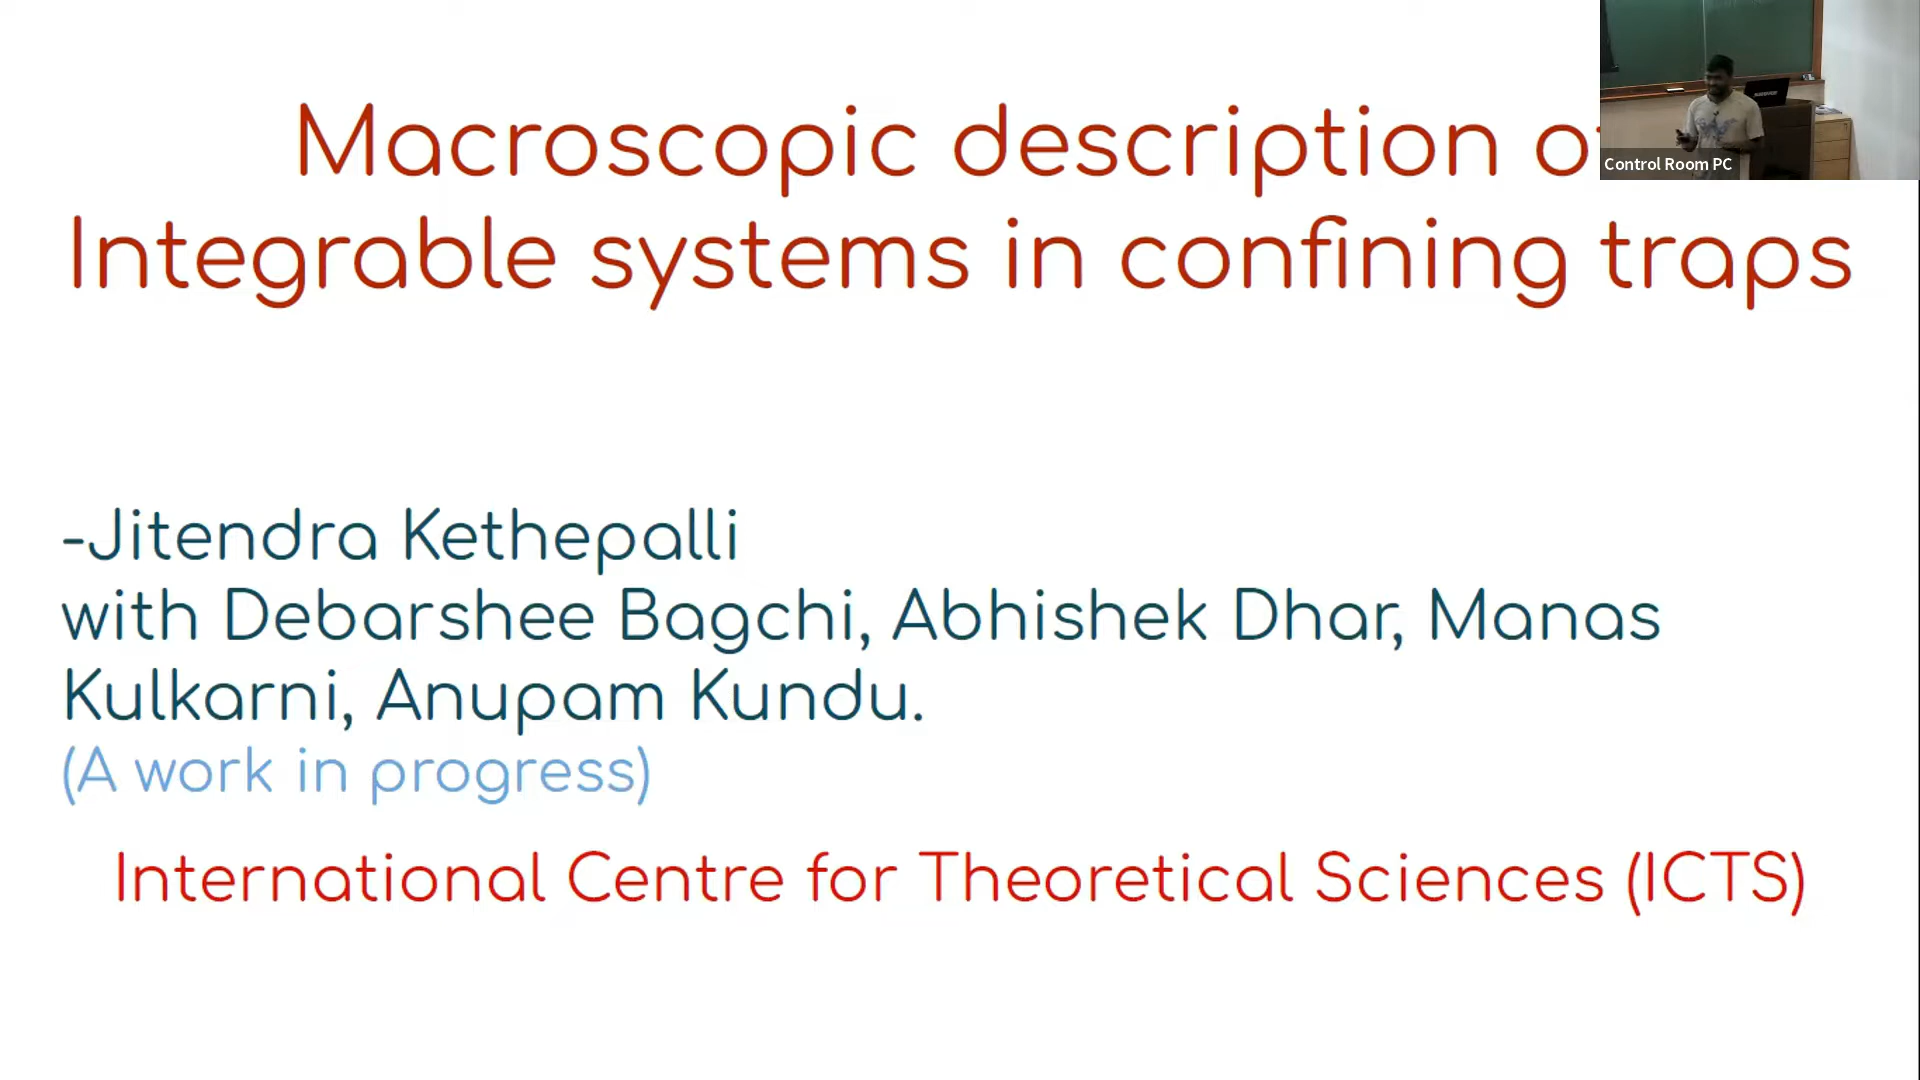 Macroscopic description o
Integrable systems in confining traps
Control Room PC
-Jitendra Kethepalli
with Debarshee Bagchi, Abhishek Dhar, Manas
Kulkarni, Anupam Kundu.
(A work in progress)
International Centre for Theoretical Sciences (ICTS)